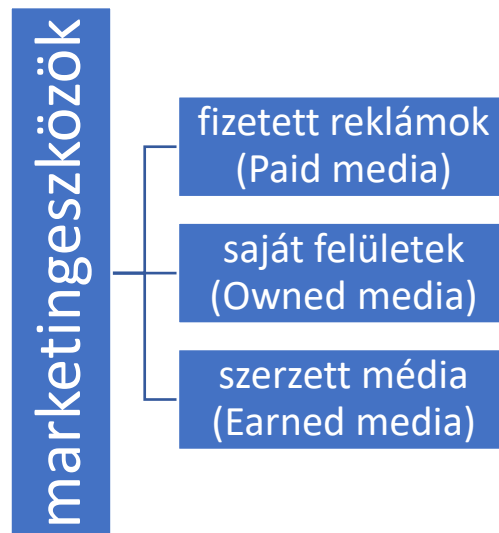 marketingeszközök
fizetett reklámok
(Paid media)
saját felületek
(Owned media)
szerzett média
(Earned media)